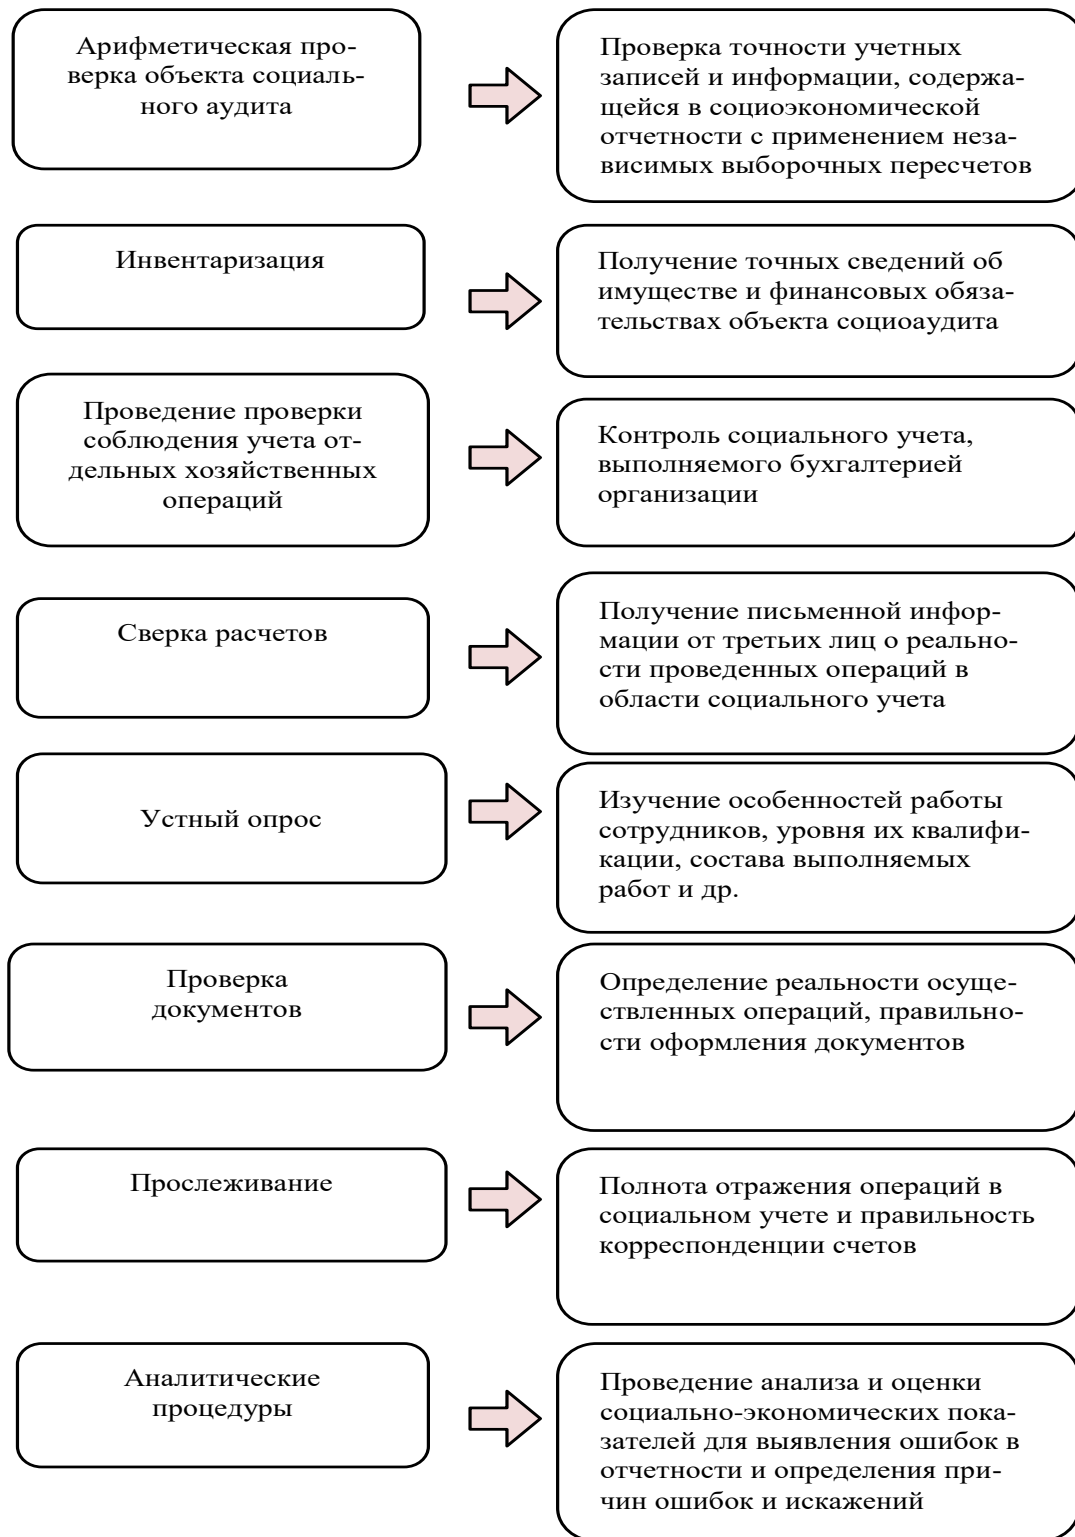 Арифметическая про-
верка объекта социаль-
ного аудита
Проверка точности учетных
записей и информации, содержа-
щейся в социоэкономической
отчетности с применением неза-
висимых выборочных пересчетов
Инвентаризация
Получение точных сведений об
имуществе и финансовых обяза-
тельствах объекта социоаудита
Проведение проверки
соблюдения учета от-
дельных хозяйственных
операций
Контроль социального учета,
выполняемого бухгалтерией
организации
Сверка расчетов
Получение письменной инфор-
мации от третьих лиц о реально-
сти проведенных операций в
области социального учета
Устный опрос
Изучение особенностей работы
сотрудников, уровня их квалифи-
кации, состава выполняемых
работ и др.
Проверка
документов
Определение реальности осуще-
ствленных операций, правильно-
сти оформления документов
Прослеживание
Полнота отражения операций в
социальном учете и правильность
корреспонденции счетов
Аналитические
процедуры
Проведение анализа и оценки
социально-экономических пока-
зателей для выявления ошибок в
отчетности и определения при-
чин ошибок и искажений